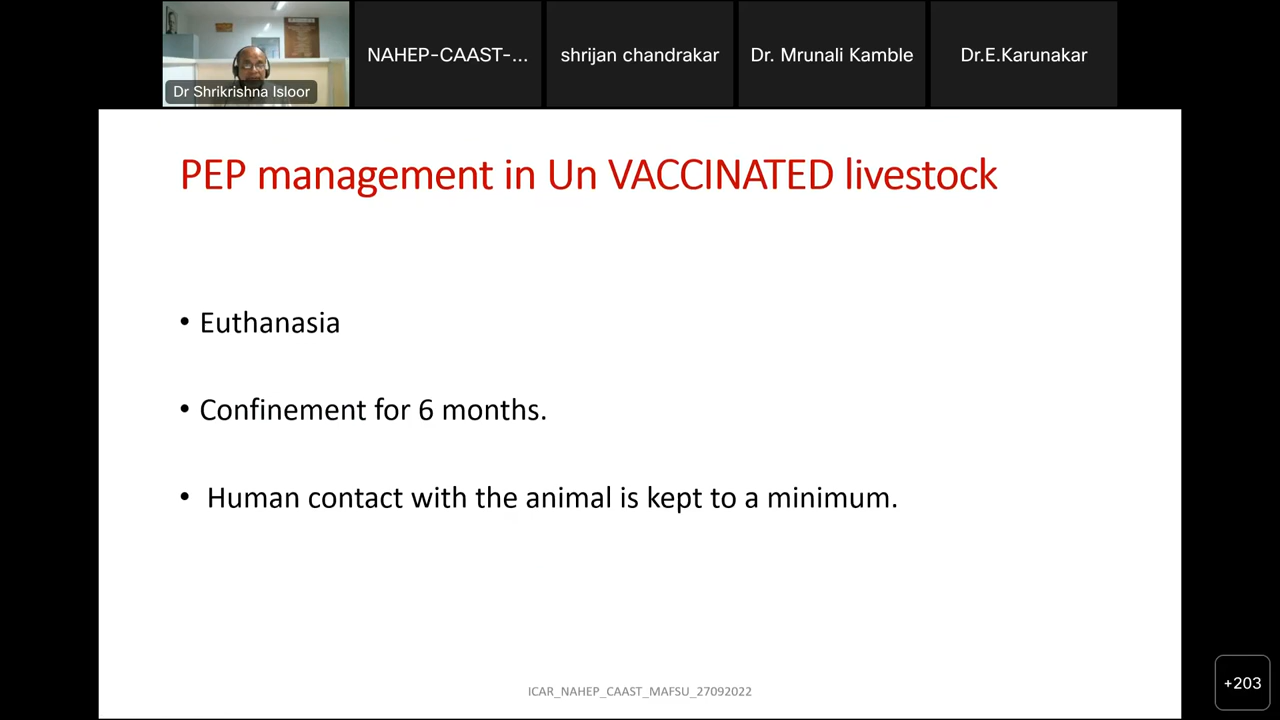 NAHEP-CAAST-...
shrijan chandrakar
Dr. Mrunali Kamble
Dr.E.Karunakar
Dr Shrikrishna Isloor
PEP management in Un VACCINATED livestock
• Euthanasia
• Confinement for 6 months.
• Human contact with the animal is kept to a minimum.
ICAR_NAHEP_CAAST_MAFSU_27092022
+203